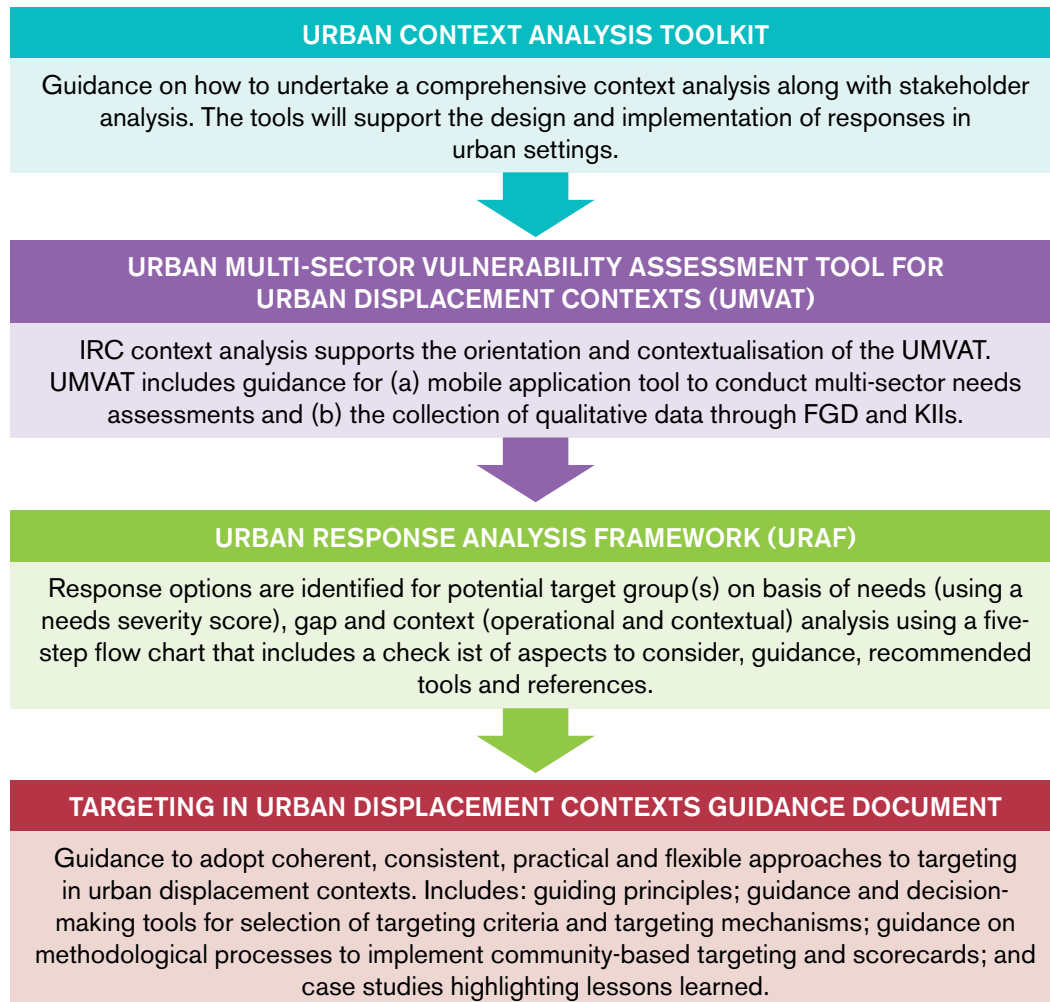 URBAN CONTEXT ANALYSIS TOOLKIT
Guidance on how to undertake a comprehensive context analysis along with stakeholder
analysis. The tools will support the design and implementation of responses in
urban settings.
URBAN MULTI-SECTOR VULNERABILITY ASSESSMENT TOOL FOR
URBAN DISPLACEMENT CONTEXTS (UMVAT)
IRC context analysis supports the orientation and contextualisation of the UMVAT.
UMVAT includes guidance for (a) mobile application tool to conduct multi-sector needs
assessments and (b) the collection of qualitative data through FGD and KIIs.
URBAN RESPONSE ANALYSIS FRAMEWORK (URAF)
Response options are identified for potential target group(s) on basis of needs (using a
needs severity score), gap and context (operational and contextual) analysis using a five-
step flow chart that includes a check ist of aspects to consider, guidance, recommended
tools and references.
TARGETING IN URBAN DISPLACEMENT CONTEXTS GUIDANCE DOCUMENT
Guidance to adopt coherent, consistent, practical and flexible approaches to targeting
in urban displacement contexts. Includes: guiding principles; guidance and decision-
making tools for selection of targeting criteria and targeting mechanisms; guidance on
methodological processes to implement community-based targeting and scorecards; and
case studies highlighting lessons learned.